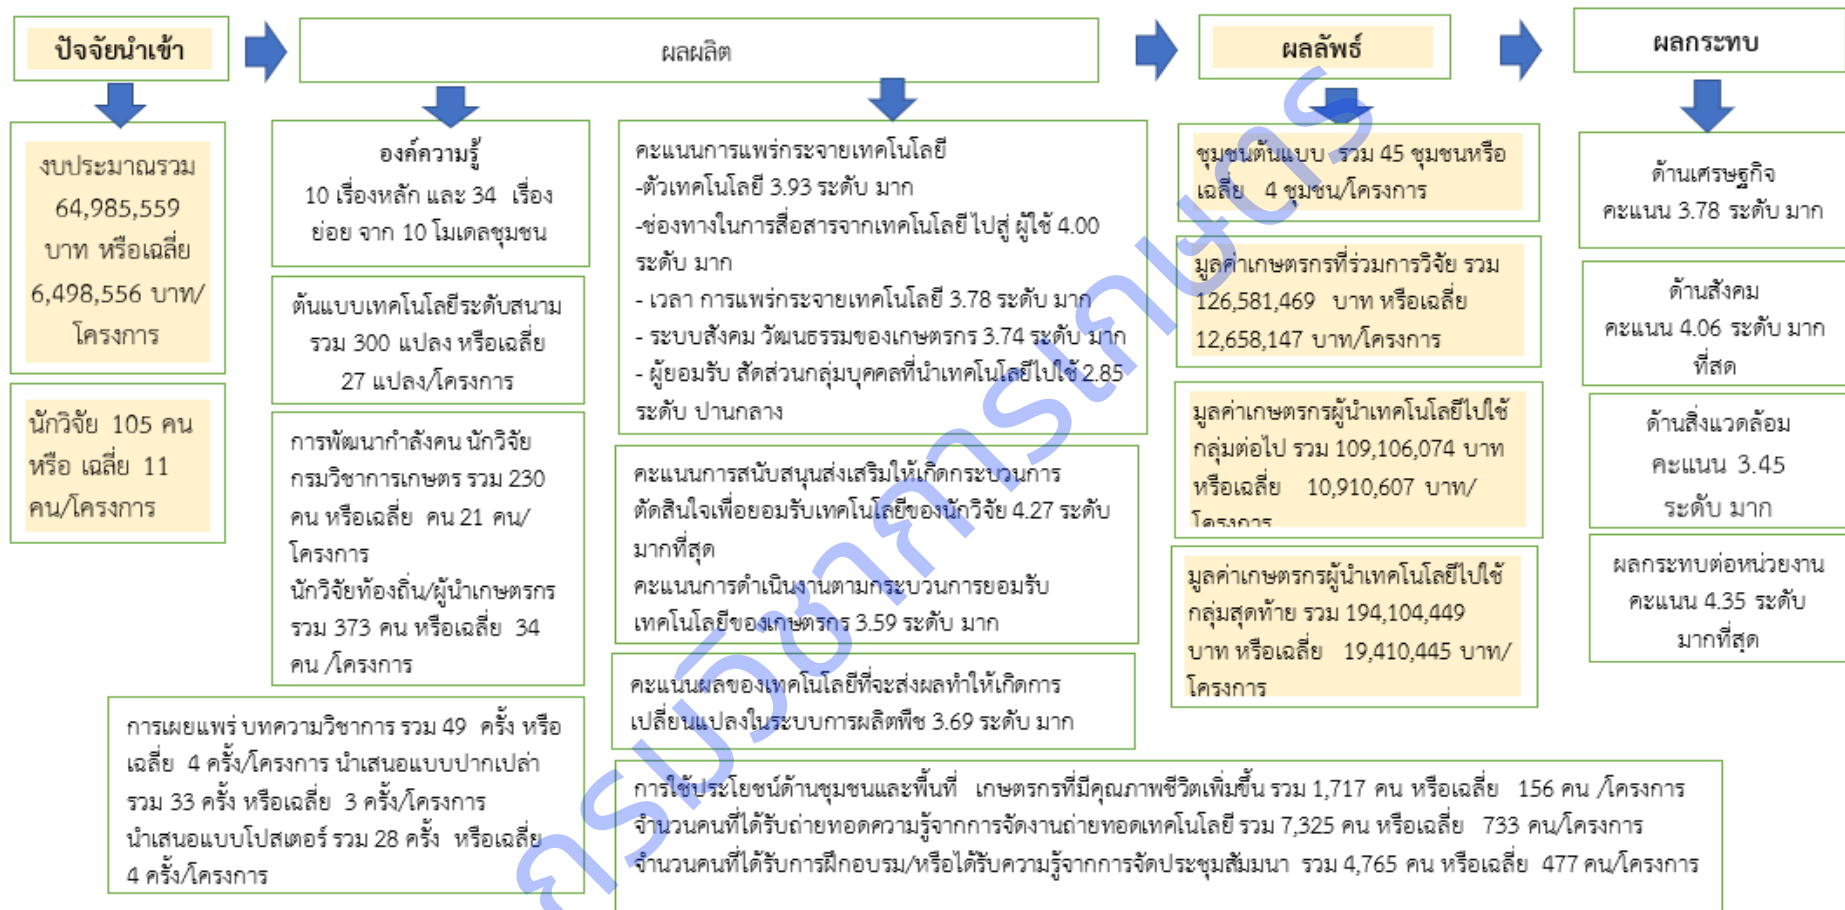 ปัจจัยนำเข้า
ผลผลิต
ผลลัพธ์
ผลกระทบ
งบประมาณรวม
64,985,559
บาท หรือเฉลี่ย
6,498,556 บาท/
โครงการ
นักวิจัย 105 คน
หรือ เฉลี่ย 11
คน/โครงการ
องค์ความรู้
10 เรื่องหลัก และ 34 เรื่อง
ย่อย จาก 10 โมเดลชุมชน
ต้นแบบเทคโนโลยีระดับสนาม
รวม 300 แปลง หรือเฉลี่ย
27 แปลง/โครงการ
การพัฒนากำลังคน นักวิจัย
กรมวิชาการเกษตร รวม 230
คน หรือเฉลี่ย คน 21 คน/
โครงการ
นักวิจัยท้องถิ่น/ผู้นำเกษตรกร
รวม 373 คน หรือเฉลี่ย 34
คน /โครงการ
การเผยแพร่ บทความวิชาการ รวม 49 ครั้ง หรือ
เฉลี่ย 4 ครั้ง/โครงการ นำเสนอแบบปากเปล่า
รวม 33 ครั้ง หรือเฉลี่ย 3 ครั้ง/โครงการ
นำเสนอแบบโปสเตอร์ รวม 28 ครั้ง หรือเฉลี่ย
4 ครั้ง/โครงการ
คะแนนการแพร่กระจายเทคโนโลยี
-ตัวเทคโนโลยี 3.93 ระดับ มาก
-ช่องทางในการสื่อสารจากเทคโนโลยี ไปสู่ ผู้ใช้ 4.00
ระดับ มาก
- เวลา การแพร่กระจายเทคโนโลยี 3.78 ระดับ มาก
- ระบบสังคม วัฒนธรรมของเกษตรกร 3.74 ระดับ มาก
- ผู้ยอมรับ สัดส่วนกลุ่มบุคคลที่นำเทคโนโลยีไปใช้ 2.85
ระดับ ปานกลาง
คะแนนการสนับสนุนส่งเสริมให้เกิดกระบวนการ
ตัดสินใจเพื่อยอมรับเทคโนโลยีของนักวิจัย 4.27 ระดับ
มากที่สุด
คะแนนการดำเนินงานตามกระบวนการยอมรับ
เทคโนโลยีของเกษตรกร 3.59 ระดับ มาก
คะแนนผลของเทคโนโลยีที่จะส่งผลทำให้เกิดการ
เปลี่ยนแปลงในระบบการผลิตพืช 3.69 ระดับ มาก
การใช้ประโยชน์ด้านชุมชนและพื้นที่ เกษตรกรที่มีคุณภาพชีวิตเพิ่มขึ้น รวม 1,717 คน หรือเฉลี่ย 156 คน /โครงการ
จำนวนคนที่ได้รับถ่ายทอดความรู้จากการจัดงานถ่ายทอดเทคโนโลยี รวม 7,325 คน หรือเฉลี่ย 733 คน/โครงการ
จำนวนคนที่ได้รับการฝึกอบรม/หรือได้รับความรู้จากการจัดประชุมสัมมนา รวม 4,765 คน หรือเฉลี่ย 477 คน/โครงการ
ชุมชนต้นแบบ รวม 45 ชุมชนหรือ
เฉลี่ย 4 ชุมชน/โครงการ
มูลค่าเกษตรกรที่ร่วมการวิจัย รวม
126,581,469 บาท หรือเฉลี่ย
12,658,147 บาท/โครงการ
มูลค่าเกษตรกรผู้นำเทคโนโลยีไปใช้
กลุ่มต่อไป รวม 109,106,074 บาท
หรือเฉลี่ย 10,910,607 บาท/
โครงการ
มูลค่าเกษตรกรผู้นำเทคโนโลยีไปใช้
กลุ่มสุดท้าย รวม 194,104,449
บาท หรือเฉลี่ย 19,410,445 บาท/
โครงการ
ด้านเศรษฐกิจ
คะแนน 3.78 ระดับ มาก
ด้านสังคม
คะแนน 4.06 ระดับ มาก
ที่สุด
ด้านสิ่งแวดล้อม
คะแนน 3.45
ระดับ มาก
ผลกระทบต่อหน่วยงาน
คะแนน 4.35 ระดับ
มากที่สุด
กรมวิชาการเกษตร